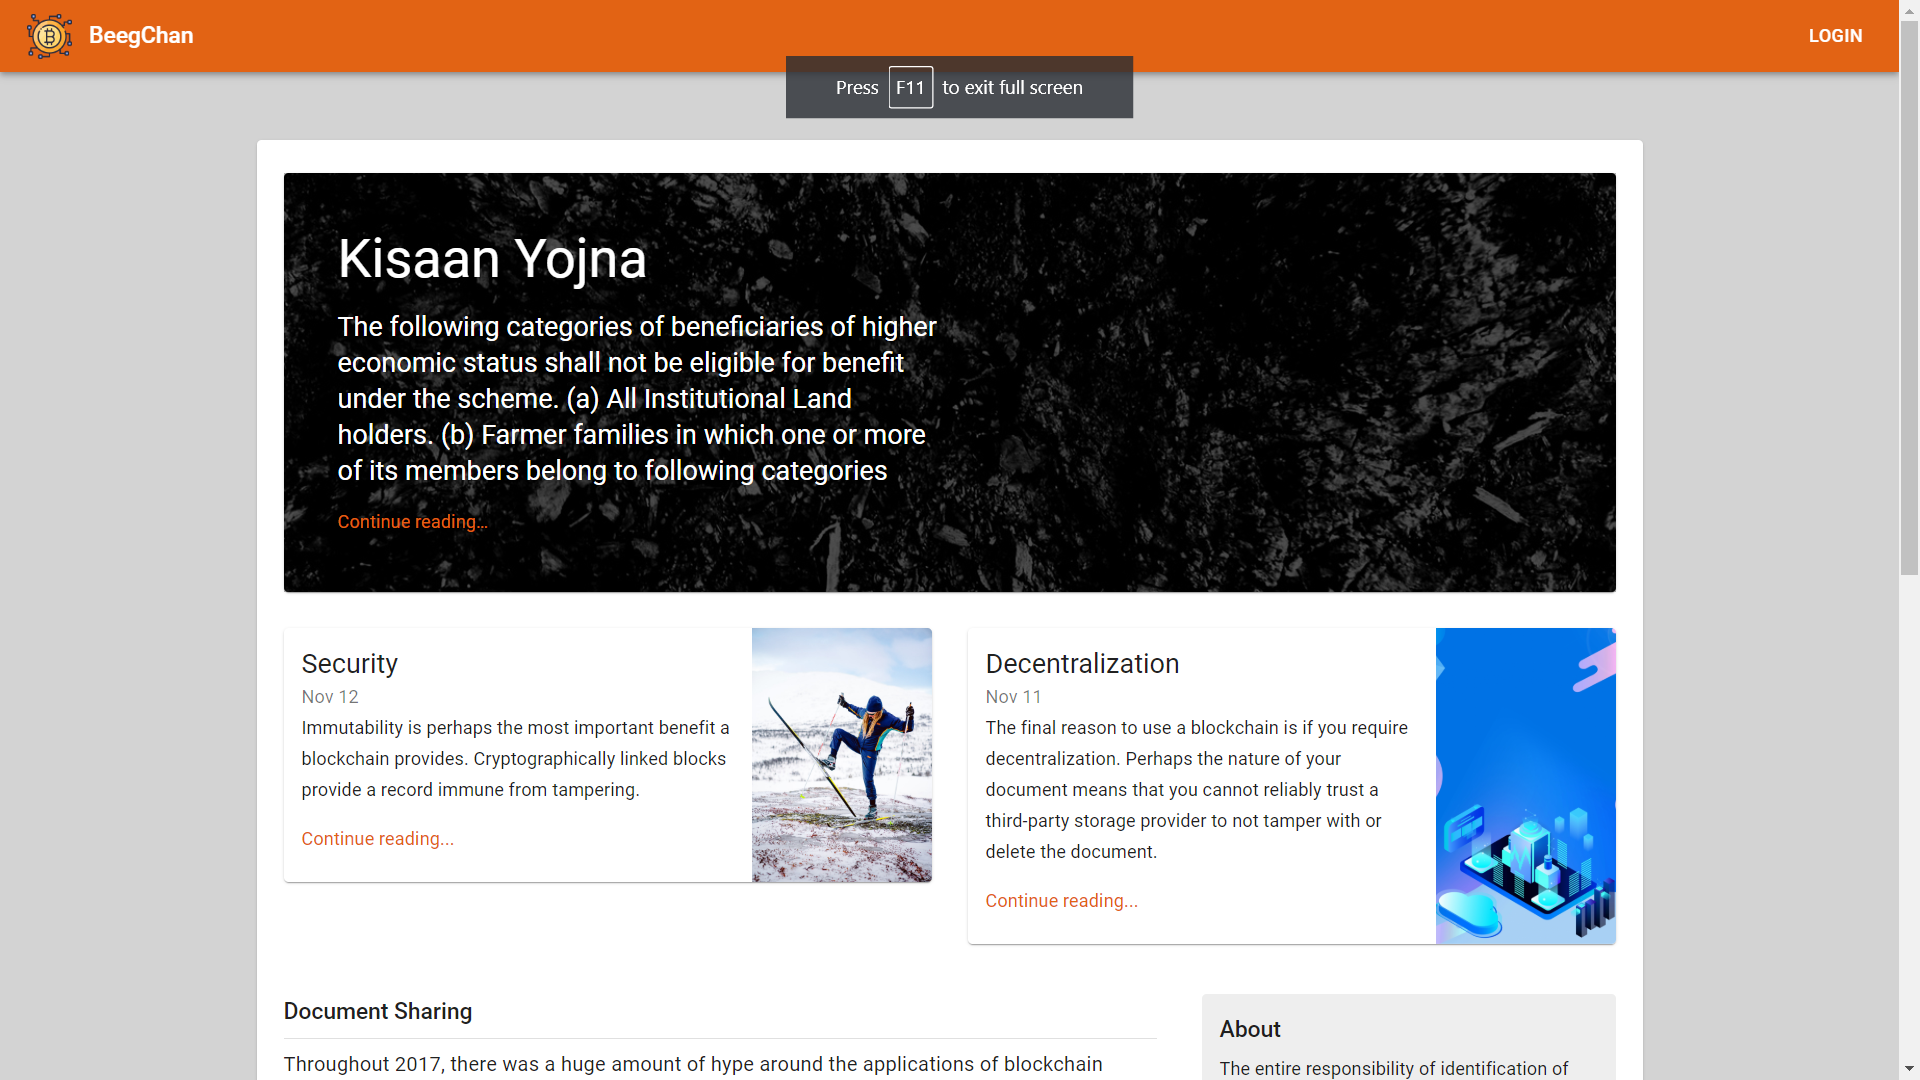 BeegChan
LOGIN
Press F11 to exit full screen
Kisaan Yojna
The following categories of beneficiaries of higher
economic status shall not be eligible for benefit
under the scheme. (a) All Institutional Land
holders. (b) Farmer families in which one or more
of its members belong to following categories
Continue reading…
Security
Nov 12
Immutability is perhaps the most important benefit a
blockchain provides. Cryptographically linked blocks
provide a record immune from tampering.
Continue reading...
Decentralization
Nov 11
The final reason to use a blockchain is if you require
decentralization. Perhaps the nature of your
document means that you cannot reliably trust a
third-party storage provider to not tamper with or
delete the document.
Continue reading...
Document Sharing
Throughout 2017, there was a huge amount of hype around the applications of blockchain
About
The entire responsibility of identification of